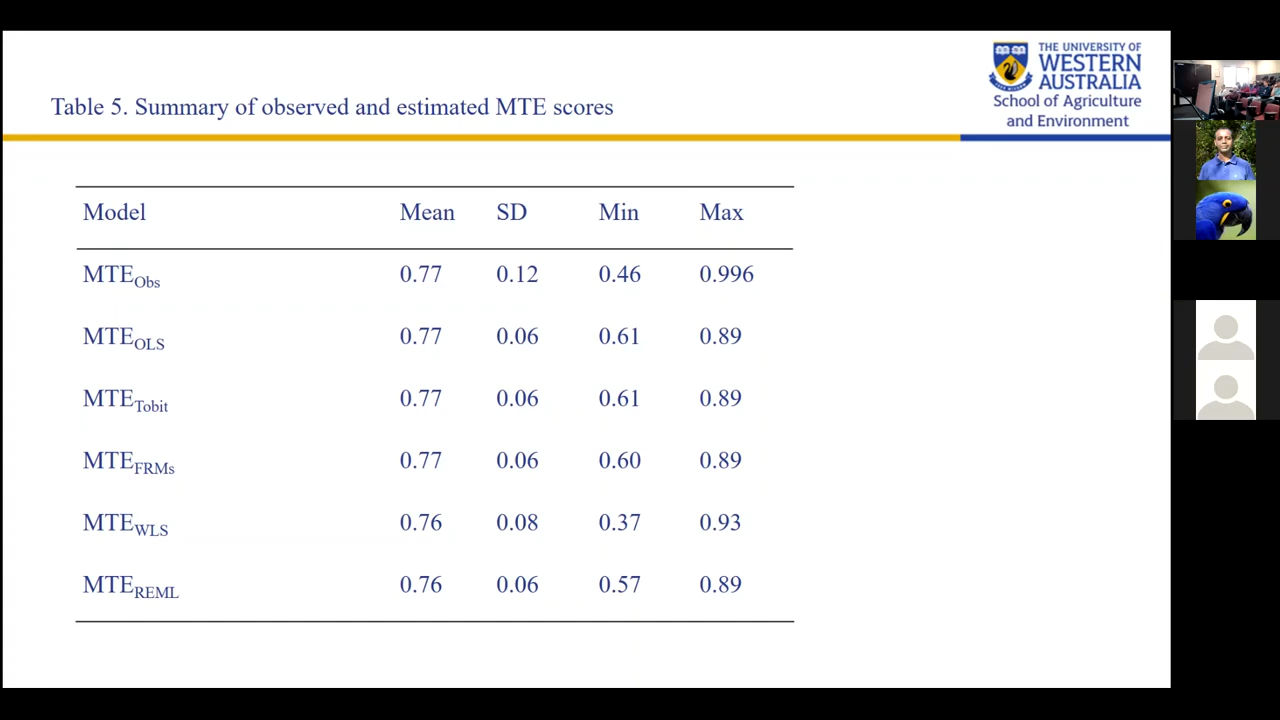 THE UNIVERSITY OF
WESTERN
AUSTRALIA
School of Agriculture
and Environment
Table 5. Summary of observed and estimated MTE scores
Model Mean SD Min Max
MTEObs 0.77 0.12 0.46 0.996
MTEOLS 0.77 0.06 0.61 0.89
MTETobit 0.77 0.06 0.61 0.89
MTEFRMs 0.77 0.06 0.60 0.89
MTEWLS 0.76 0.08 0.37 0.93
MTEREML 0.76 0.06 0.57 0.89